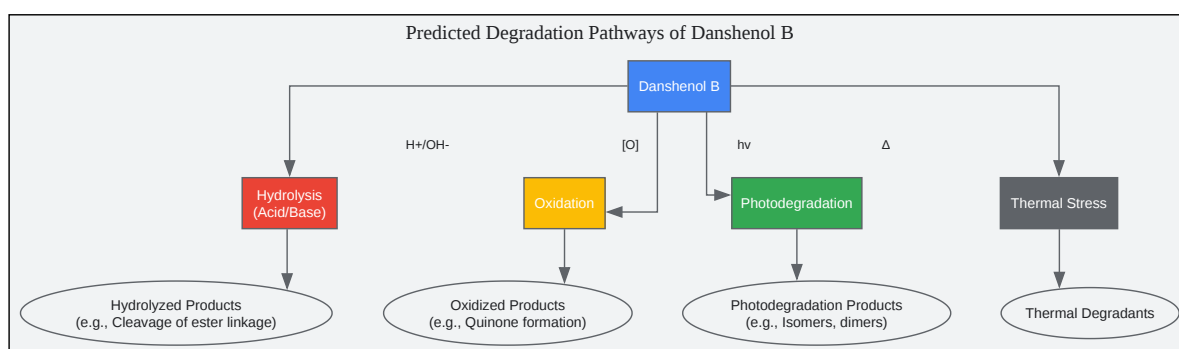 Predicted Degradation Pathways of Danshenol B
Danshenol B
H+/OH-
[O]
hv
Δ
Hydrolysis
(Acid/Base)
Oxidation
Photodegradation
Thermal Stress
Hydrolyzed Products
(e.g., Cleavage of ester linkage)
Oxidized Products
(e.g., Quinone formation)
Photodegradation Products
(e.g., Isomers, dimers)
Thermal Degradants